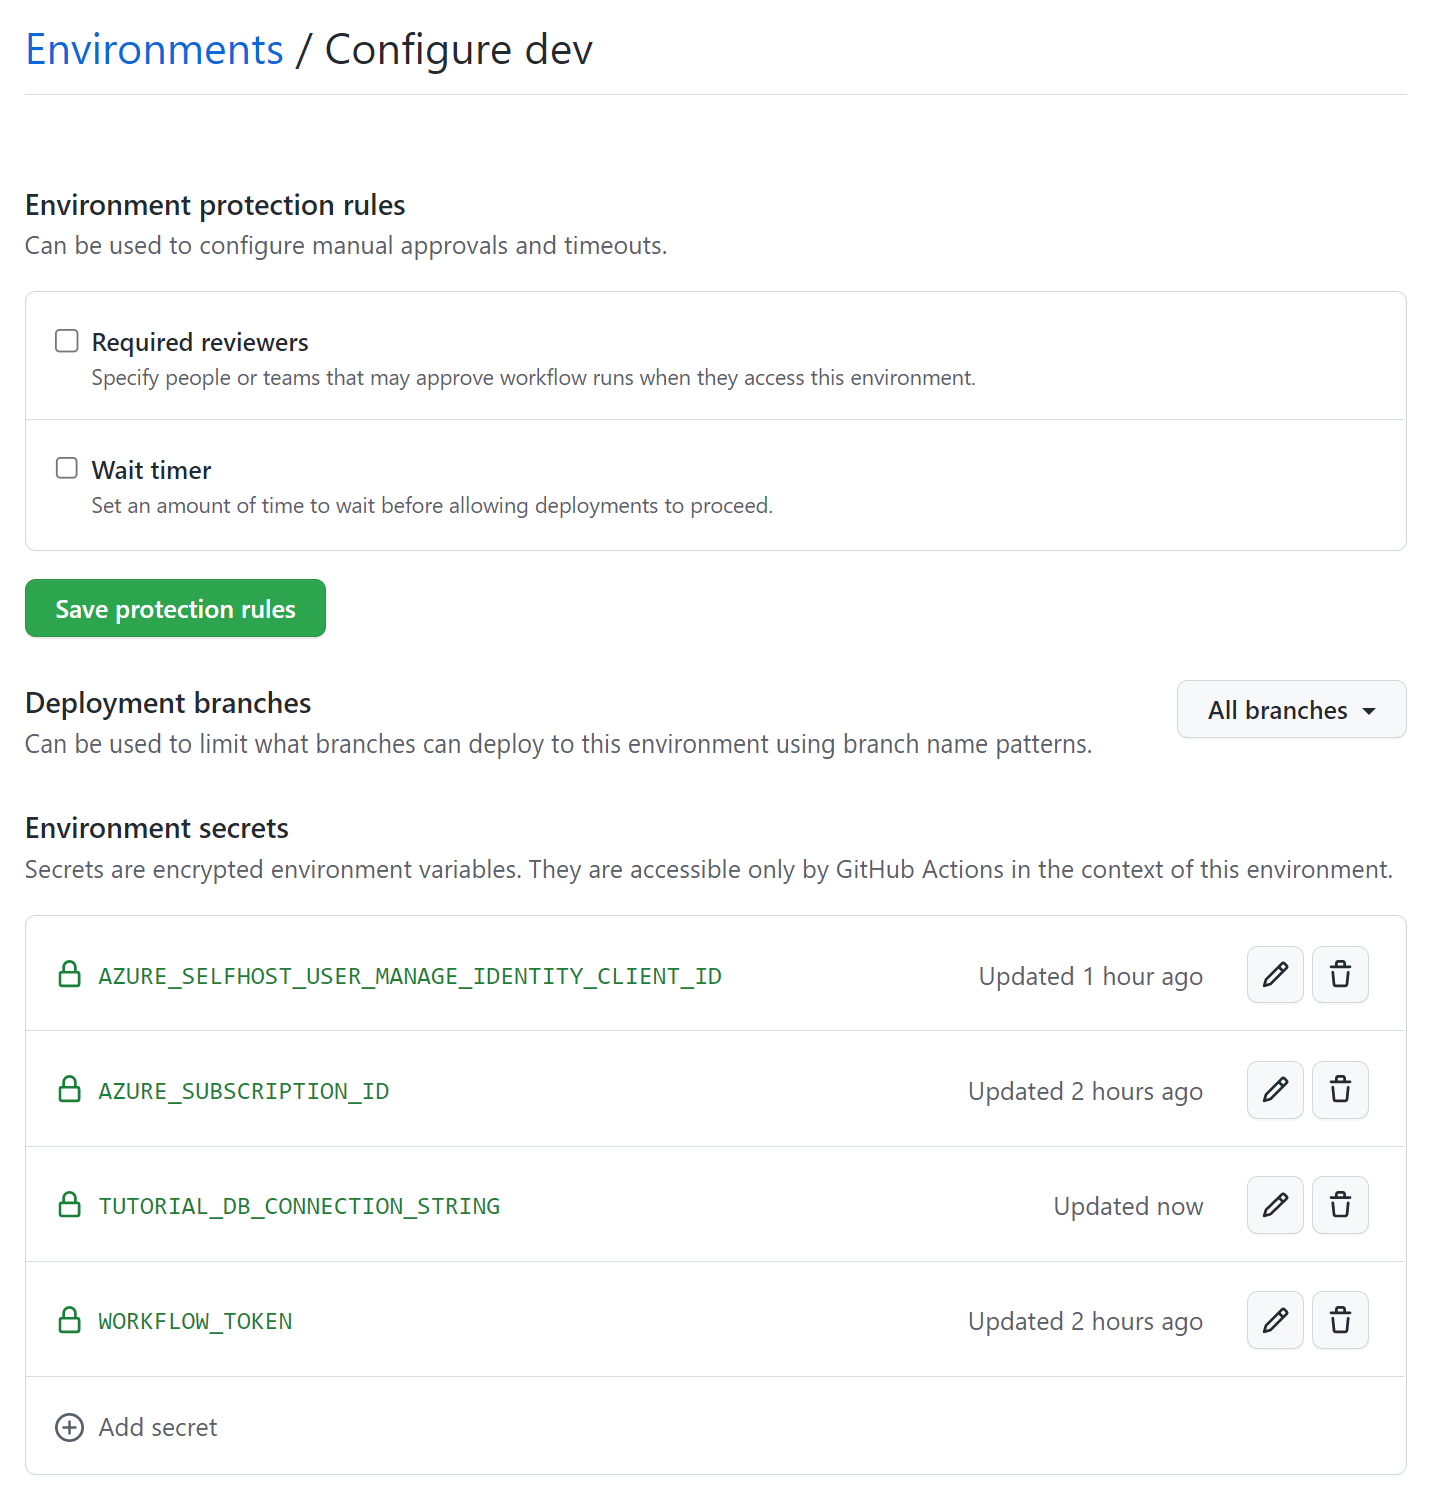 Environments / Configure dev
Environment protection rules
Can be used to configure manual approvals and timeouts.
Required reviewers
Specify people or teams that may approve workflow runs when they access this environment.
Wait timer
Set an amount of time to wait before allowing deployments to proceed.
Save protection rules
Deployment branches
All branches
Can be used to limit what branches can deploy to this environment using branch name patterns.
Environment secrets
Secrets are encrypted environment variables. They are accessible only by GitHub Actions in the context of this environment.
AZURE_SELFHOST_USER_MANAGE_IDENTITY_CLIENT_ID Updated 1 hour ago
AZURE_SUBSCRIPTION_ID Updated 2 hours ago
TUTORIAL_DB_CONNECTION_STRING Updated now
WORKFLOW_TOKEN Updated 2 hours ago
Add secret